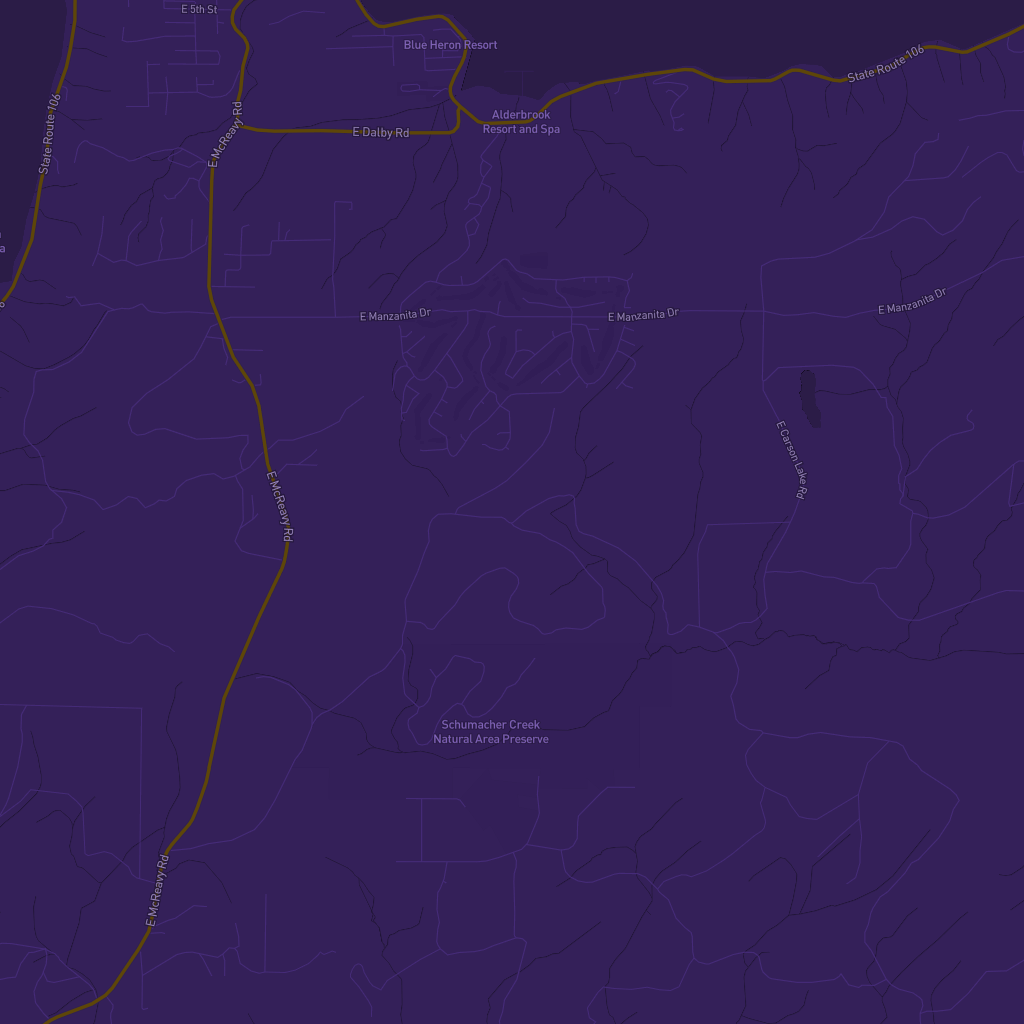 E 5th St
Blue Heron Resort
State Route 106
State Route 106
E McReavy Rd
Alderbrook
Resort and Spa
E Dalby Rd
E Manzanita Dr
E Manzanita Dr
E Manzanita Dr
E Carson Lake Rd
E McReavy Rd
Schumacher Creek
Natural Area Preserve
E McReavy Rd